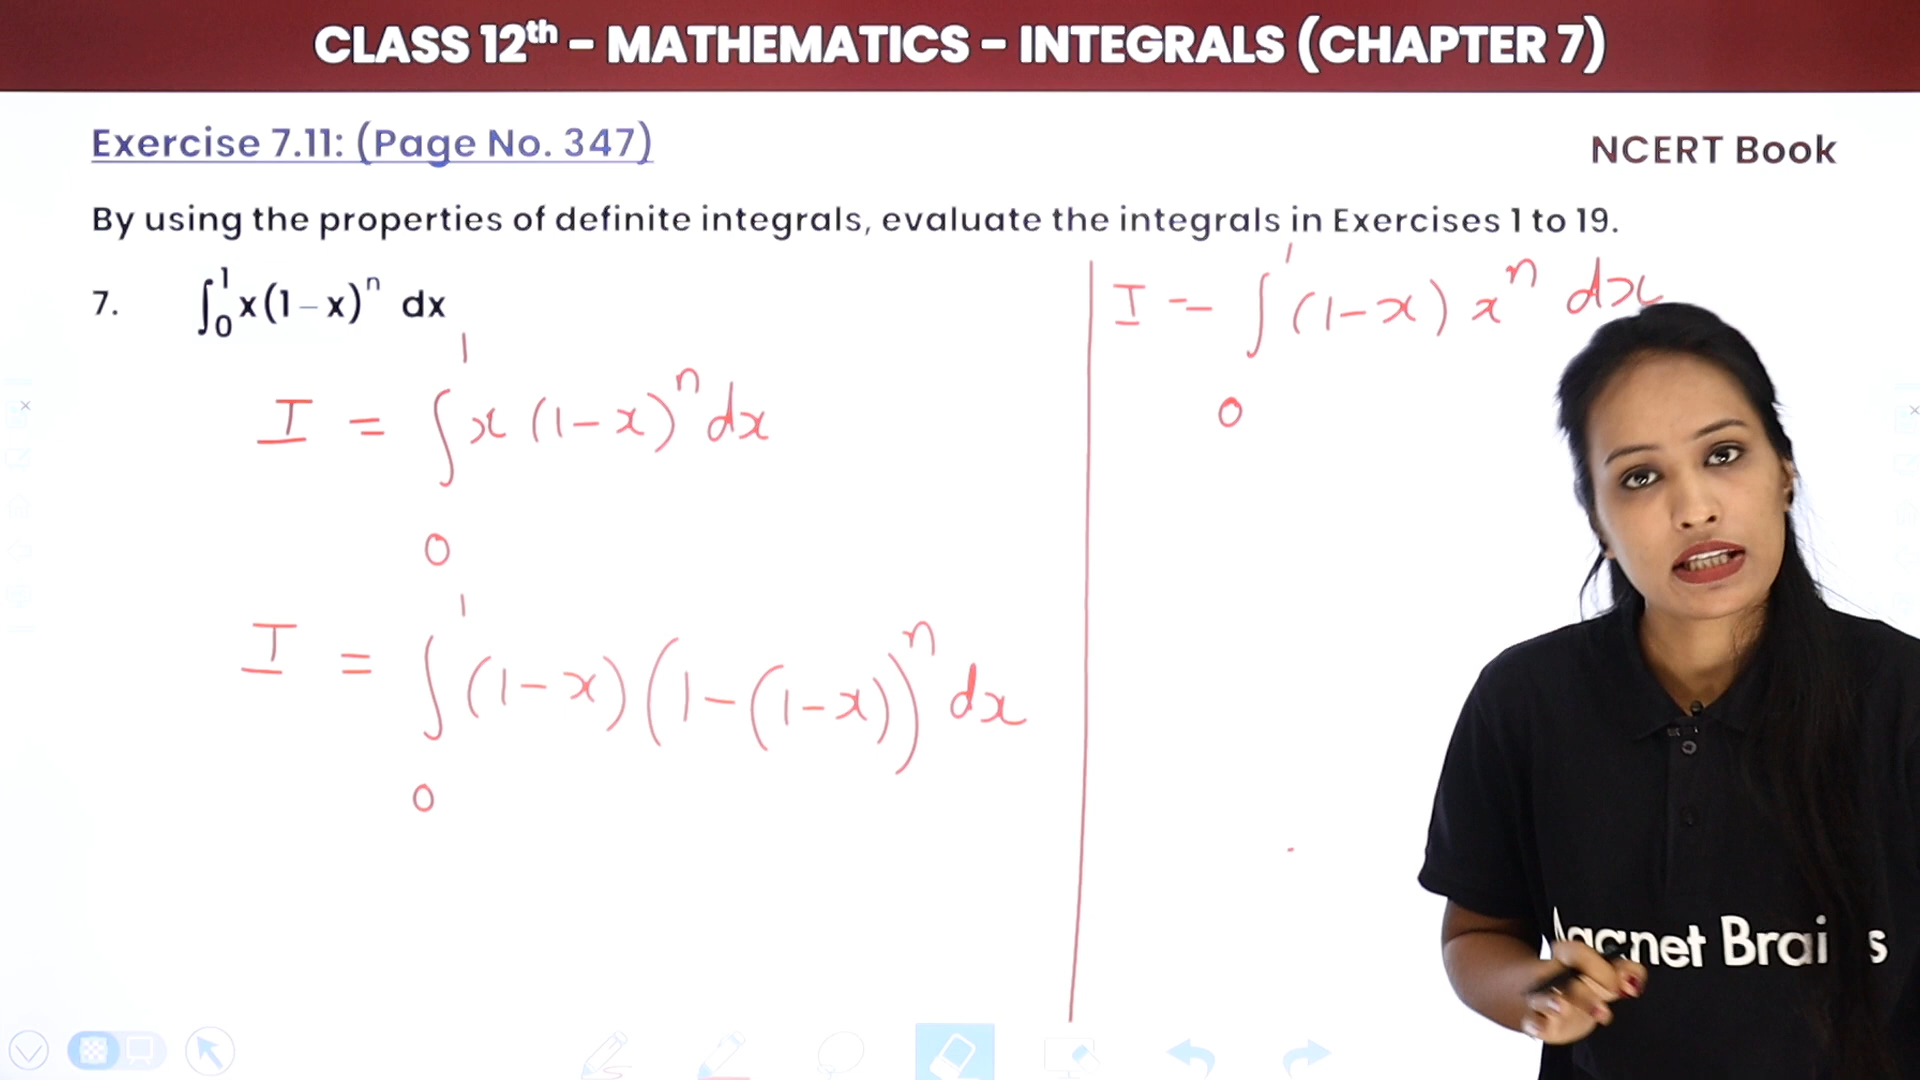 CLASS 12th – MATHEMATICS – INTEGRALS (CHAPTER 7)
Exercise 7.11: (Page No. 347)
NCERT Book
By using the properties of definite integrals, evaluate the integrals in Exercises 1 to 19.
7. ∫₀¹ x(1–x)ⁿ dx
I = ∫₀¹ x (1-x)ⁿ dx
I = ∫₀¹ (1-x) (1-(1-x))ⁿ dx
I = ∫₀¹ (1-x) xⁿ dx
Brai s